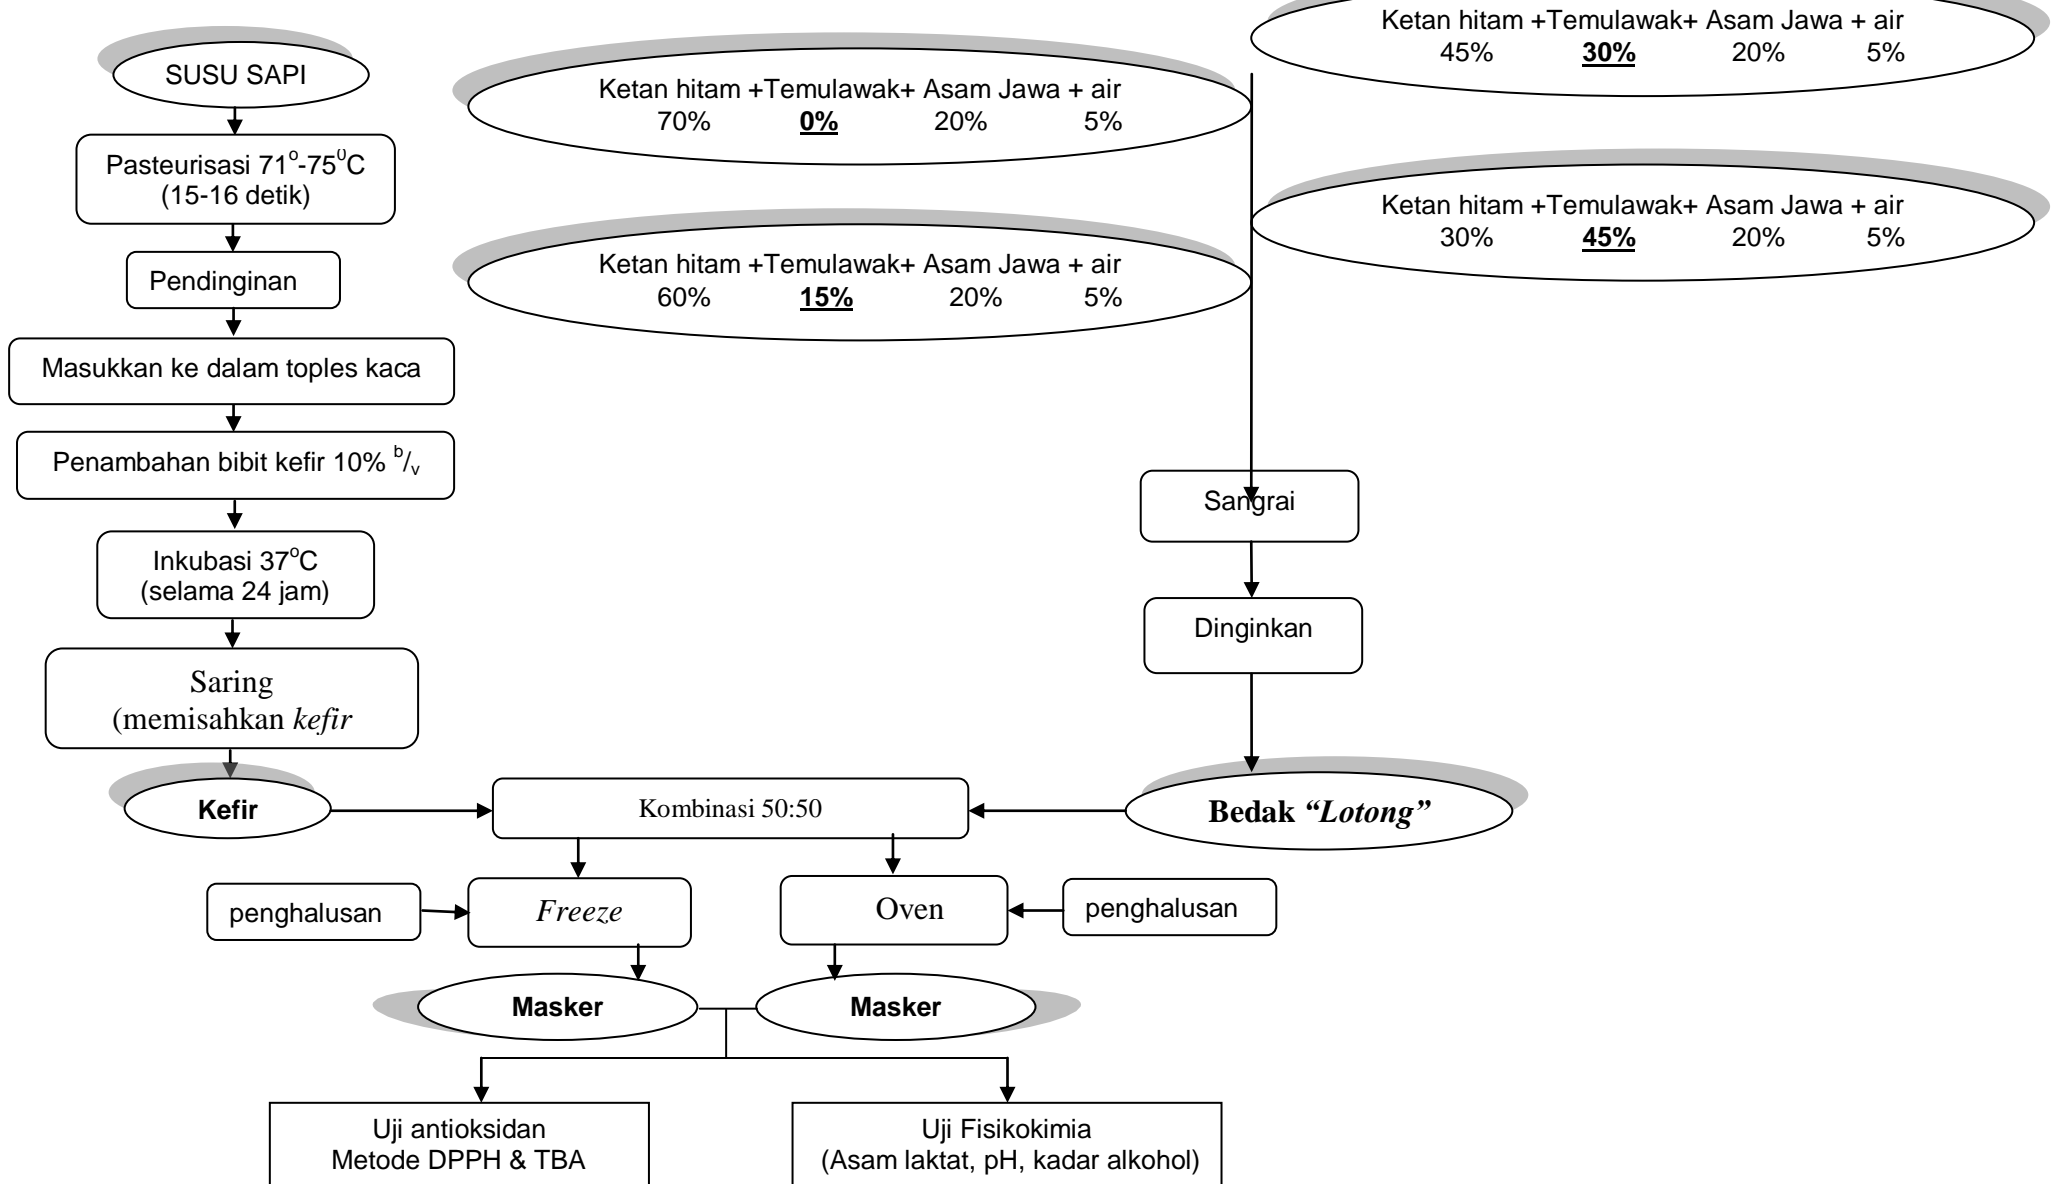 SUSU SAPI
Pasteurisasi 71°-75⁰C
(15-16 detik)
Pendinginan
Masukkan ke dalam toples kaca
Penambahan bibit kefir 10% ᵇ/ᵥ
Inkubasi 37°C
(selama 24 jam)
Saring
(memisahkan kefir
Kefir
Ketan hitam +Temulawak+ Asam Jawa + air
70% 0% 20% 5%
Ketan hitam +Temulawak+ Asam Jawa + air
60% 15% 20% 5%
Ketan hitam +Temulawak+ Asam Jawa + air
45% 30% 20% 5%
Ketan hitam +Temulawak+ Asam Jawa + air
30% 45% 20% 5%
Sangrai
Dinginkan
Bedak “Lotong”
Kombinasi 50:50
penghalusan
Freeze
Oven
penghalusan
Masker
Masker
Uji antioksidan
Metode DPPH & TBA
Uji Fisikokimia
(Asam laktat, pH, kadar alkohol)